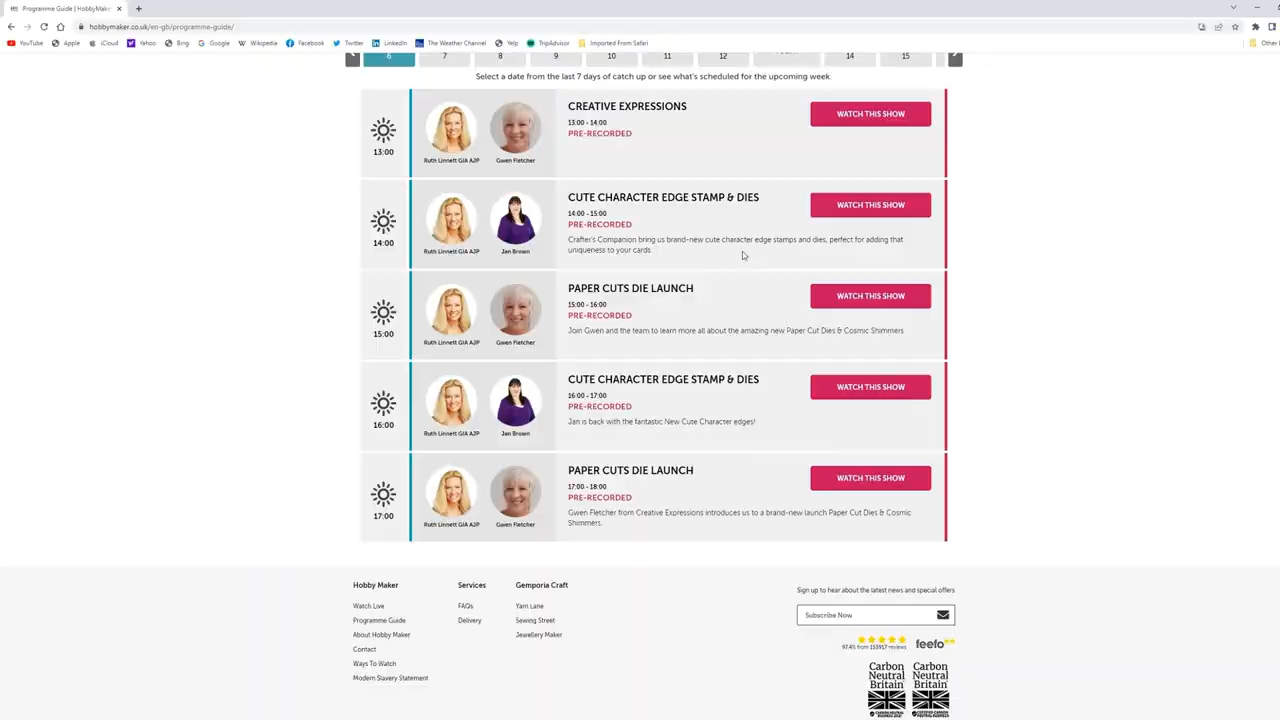 Programme Guide | HobbyMake
hobbymaker.co.uk/en-gb/programme-guide/
YouTube Apple iCloud Yahoo Bing Google Wikipedia Facebook Twitter LinkedIn The Weather Channel Yelp TripAdvisor Imported From Safari Other
6 7 8 9 10 11 12 14 15
Select a date from the last 7 days of catch up or see what's scheduled for the upcoming week.
CREATIVE EXPRESSIONS
13:00 - 14:00
PRE-RECORDED
WATCH THIS SHOW
13:00
Ruth Linnett GIA AJP Gwen Fletcher
CUTE CHARACTER EDGE STAMP & DIES
14:00 - 15:00
PRE-RECORDED
Crafter's Companion bring us brand-new cute character edge stamps and dies, perfect for adding that
uniqueness to your cards.
WATCH THIS SHOW
14:00
Ruth Linnett GIA AJP Jan Brown
PAPER CUTS DIE LAUNCH
15:00 - 16:00
PRE-RECORDED
Join Gwen and the team to learn more all about the amazing new Paper Cut Dies & Cosmic Shimmers
WATCH THIS SHOW
15:00
Ruth Linnett GIA AJP Gwen Fletcher
CUTE CHARACTER EDGE STAMP & DIES
16:00 - 17:00
PRE-RECORDED
Jan is back with the fantastic New Cute Character edges!
WATCH THIS SHOW
16:00
Ruth Linnett GIA AJP Jan Brown
PAPER CUTS DIE LAUNCH
17:00 - 18:00
PRE-RECORDED
Gwen Fletcher from Creative Expressions introduces us to a brand-new launch Paper Cut Dies & Cosmic
Shimmers.
WATCH THIS SHOW
17:00
Ruth Linnett GIA AJP Gwen Fletcher
Hobby Maker
Watch Live
Programme Guide
About Hobby Maker
Contact
Ways To Watch
Modern Slavery Statement
Services
FAQs
Delivery
Gemporia Craft
Yarn Lane
Sewing Street
Jewellery Maker
Sign up to hear about the latest news and special offers
Subscribe Now
97.4% from 153917 reviews
feefo
Carbon Neutral Britain
Carbon Neutral Britain